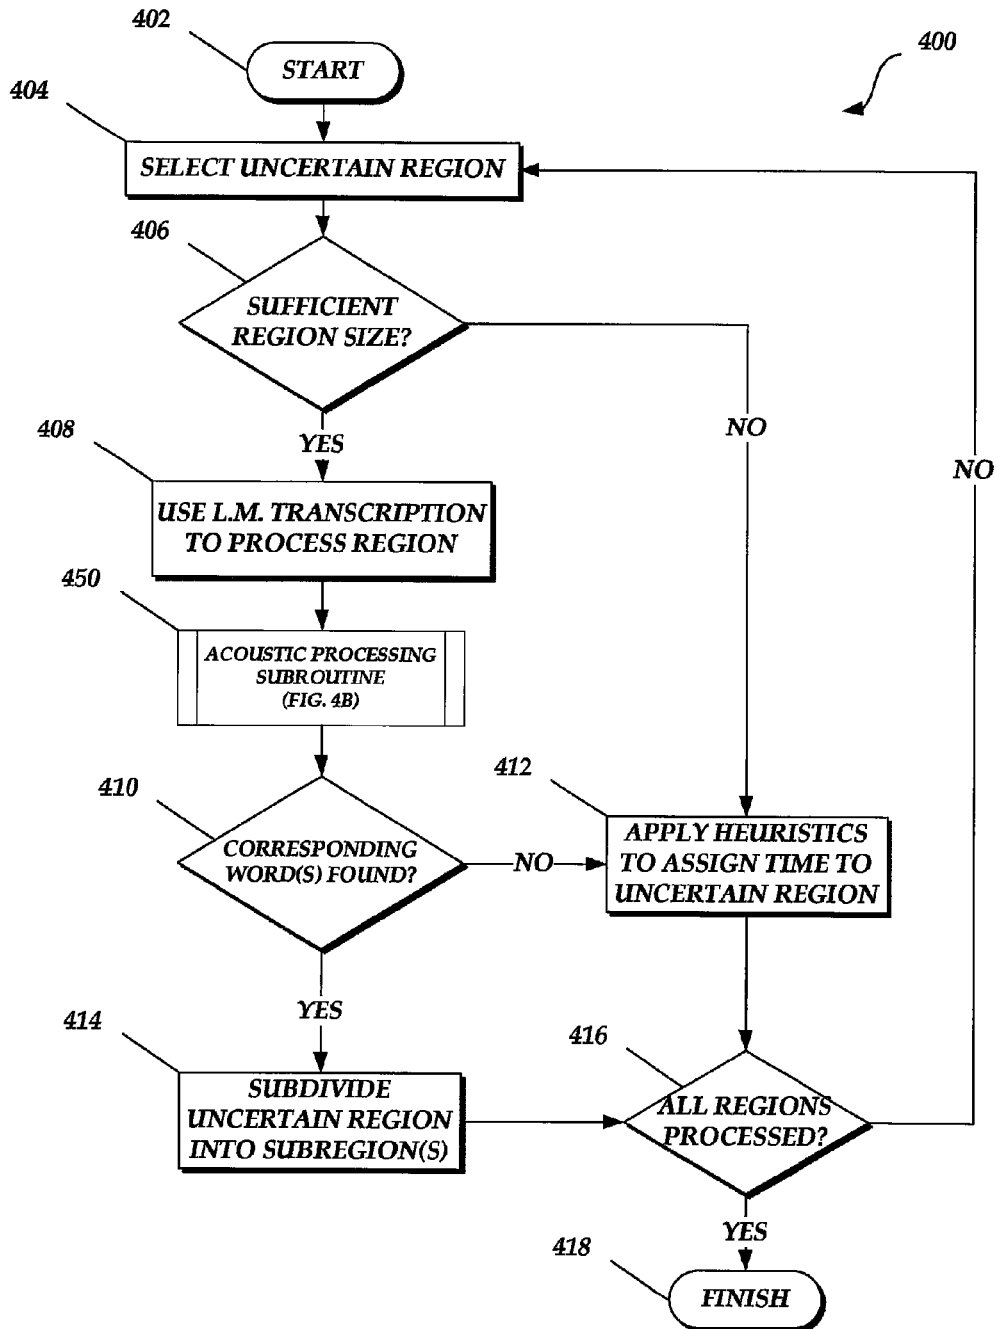 402
START
400
404
SELECT UNCERTAIN REGION
406
SUFFICIENT
REGION SIZE?
NO
YES
NO
408
USE L.M. TRANSCRIPTION
TO PROCESS REGION
450
ACOUSTIC PROCESSING
SUBROUTINE
(FIG. 4B)
410
CORRESPONDING
WORD(S) FOUND?
NO
412
APPLY HEURISTICS
TO ASSIGN TIME TO
UNCERTAIN REGION
YES
414
SUBDIVIDE
UNCERTAIN REGION
INTO SUBREGION(S)
416
ALL REGIONS
PROCESSED?
YES
418
FINISH